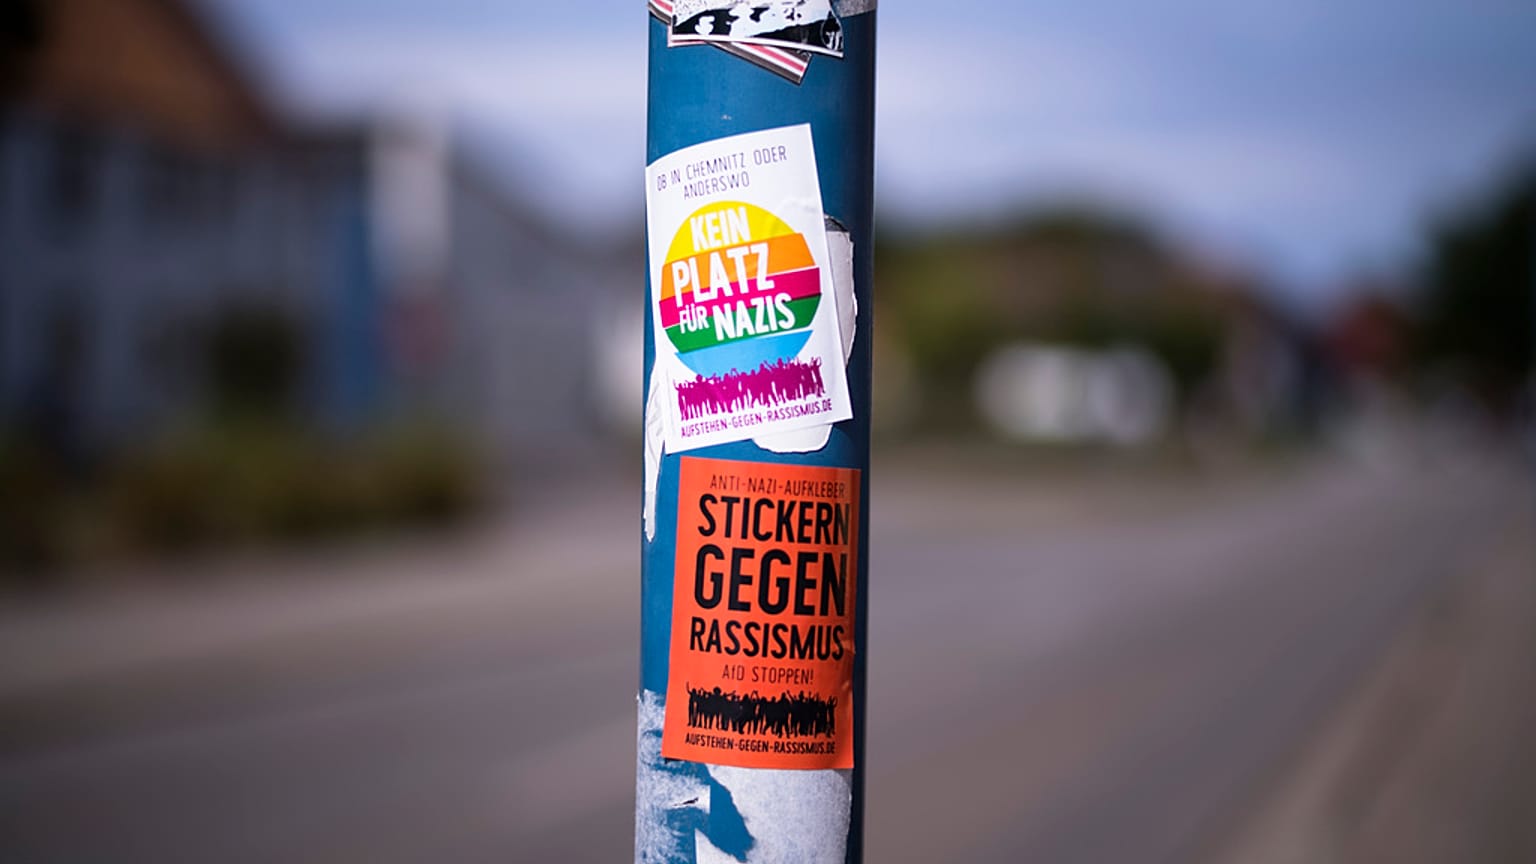 OB IN CHEMNITZ ODER
ANDERSWO
KEIN
PLATZ
FÜR NAZIS
AUFSTEHEN-GEGEN-RASSISMUS.DE
ANTI-NAZI-AUFKLEBER
STICKERN
GEGEN
RASSISMUS
AfD STOPPEN!
AUFSTEHEN-GEGEN-RASSISMUS.DE